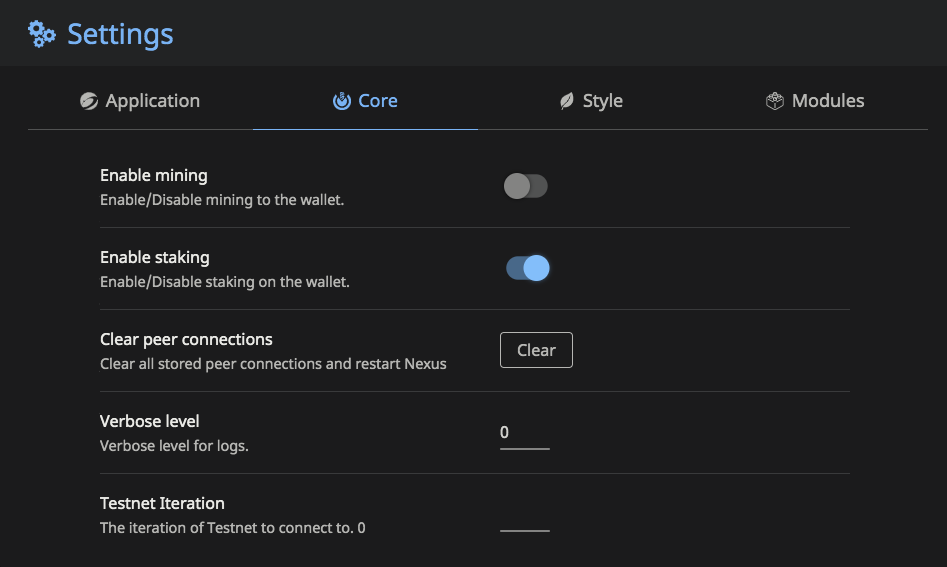 Settings
Application
Core
Style
Modules
Enable mining
Enable/Disable mining to the wallet.
Enable staking
Enable/Disable staking on the wallet.
Clear peer connections
Clear all stored peer connections and restart Nexus
Clear
Verbose level
Verbose level for logs.
0
Testnet Iteration
The iteration of Testnet to connect to. 0